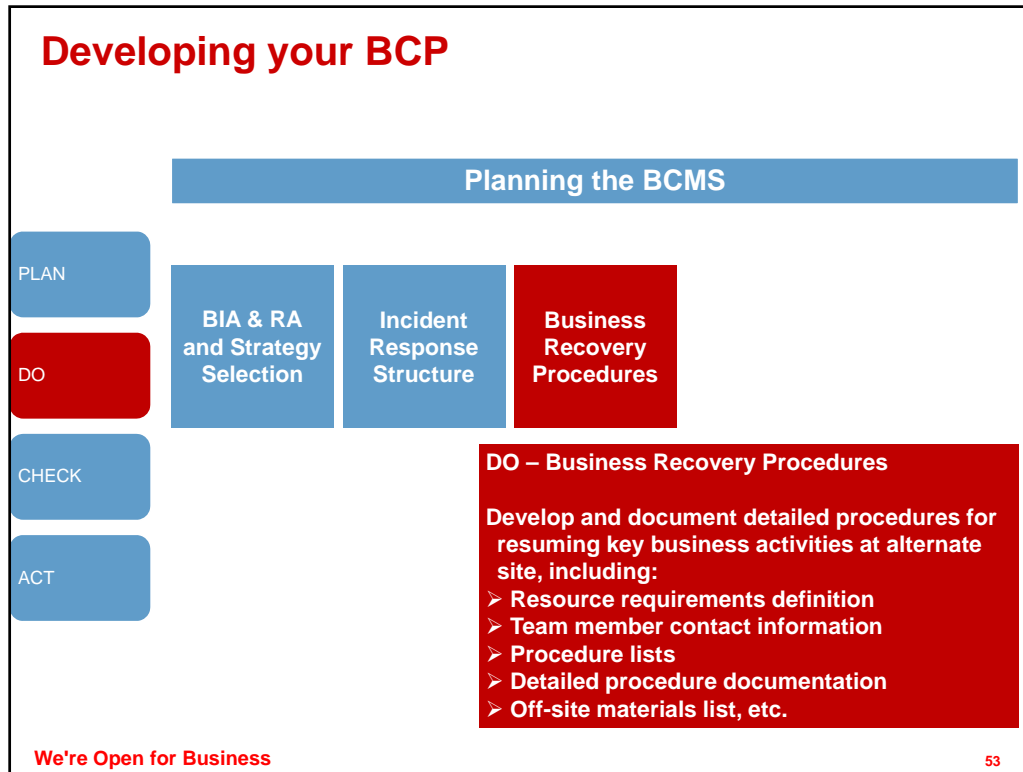 Developing your BCP
Planning the BCMS
PLAN
DO
CHECK
ACT
BIA & RA
and Strategy
Selection
Incident
Response
Structure
Business
Recovery
Procedures
DO – Business Recovery Procedures
Develop and document detailed procedures for
resuming key business activities at alternate
site, including:
➢ Resource requirements definition
➢ Team member contact information
➢ Procedure lists
➢ Detailed procedure documentation
➢ Off-site materials list, etc.
We're Open for Business
53